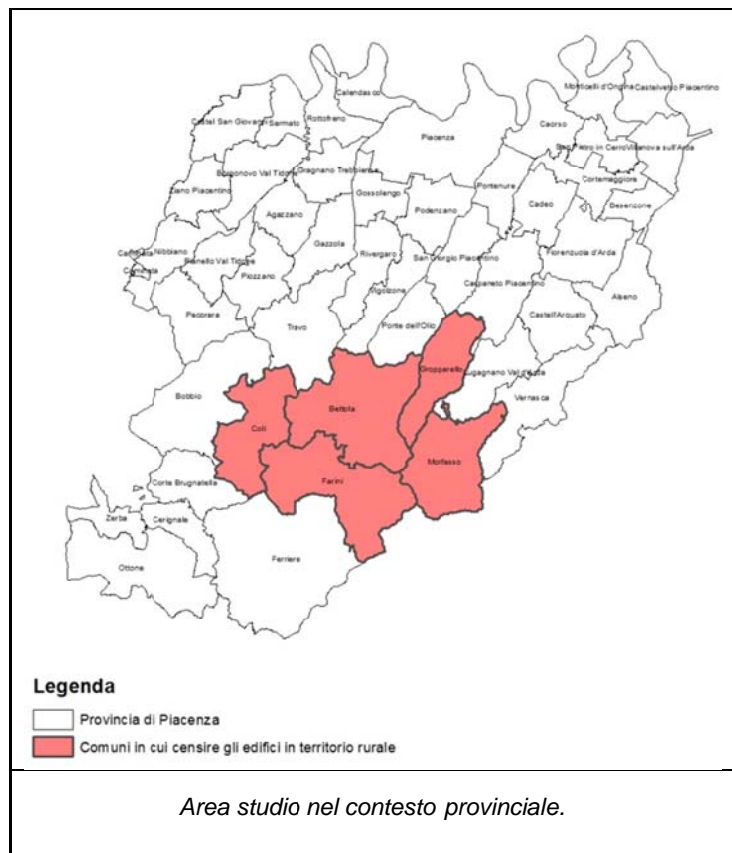 Calendasco
Monticelli d'Ongina
Castelvetro Piacentino
Castel San Giovanni
Sarmato
Rottofreno
Piacenza
Caorso
Villanova sull'Arda
Borgonovo Val Tidone
Gragnano Trebbiense
Cortemaggiore
Ziano Piacentino
Gossolengo
Pontenure
Besenzone
Agazzano
Podenzano
Cadeo
Nibbiano
Gazzola
Rivergaro
San Giorgio Piacentino
Fiorenzuola d'Arda
Pianello Val Tidone
Caminata
Piozzano
Vigolzone
Carpaneto Piacentino
Alseno
Pecorara
Travo
Ponte dell'Olio
Castell'Arquato
Gropparello
Lugagnano Val d'Arda
Bobbio
Bettola
Vernasca
Coli
Morfasso
Farini
Corte Brugnatella
Zerba
Cerignale
Ottone
Ferriere
Legenda
Provincia di Piacenza
Comuni in cui censire gli edifici in territorio rurale
Area studio nel contesto provinciale.